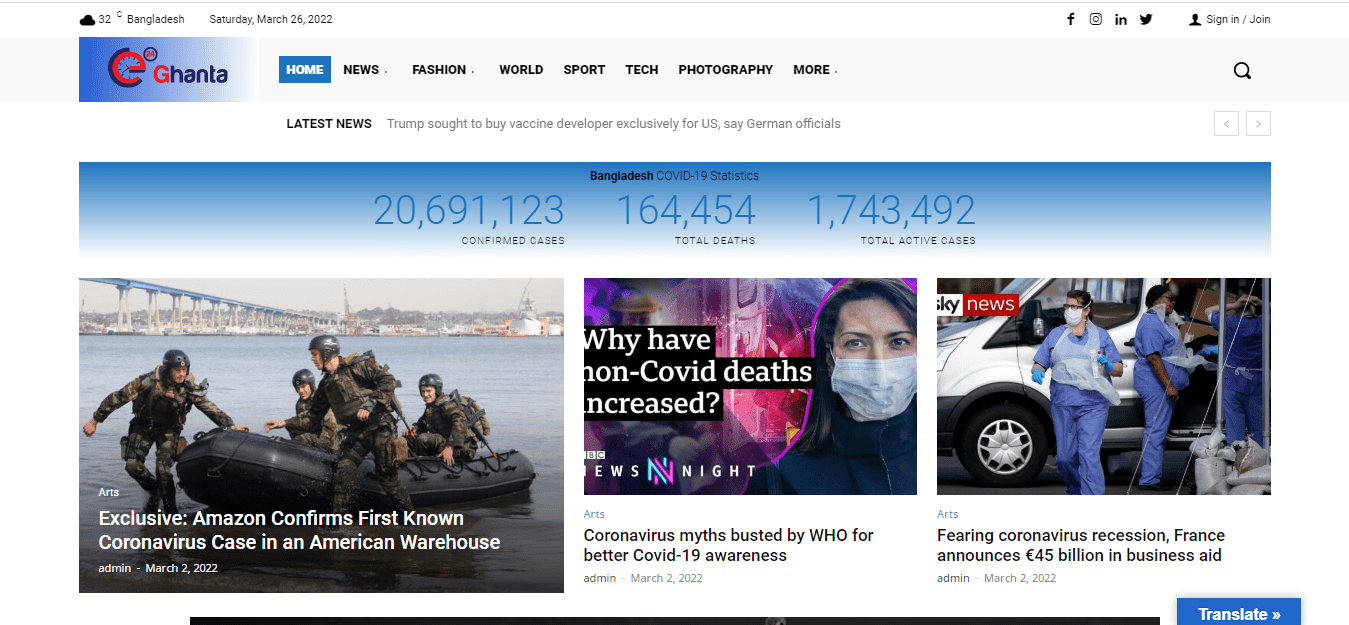 32 °C Bangladesh Saturday, March 26, 2022 Sign in / Join
24 Ghanta
HOME NEWS . FASHION . WORLD SPORT TECH PHOTOGRAPHY MORE .
LATEST NEWS Trump sought to buy vaccine developer exclusively for US, say German officials
Bangladesh COVID-19 Statistics
20,691,123 164,454 1,743,492
CONFIRMED CASES TOTAL DEATHS TOTAL ACTIVE CASES
Arts
Exclusive: Amazon Confirms First Known
Coronavirus Case in an American Warehouse
admin - March 2, 2022
Why have
non-Covid deaths
increased?
BBC
NEWSNIGHT
Arts
Coronavirus myths busted by WHO for
better Covid-19 awareness
admin - March 2, 2022
sky news
Arts
Fearing coronavirus recession, France
announces €45 billion in business aid
admin - March 2, 2022
Translate »